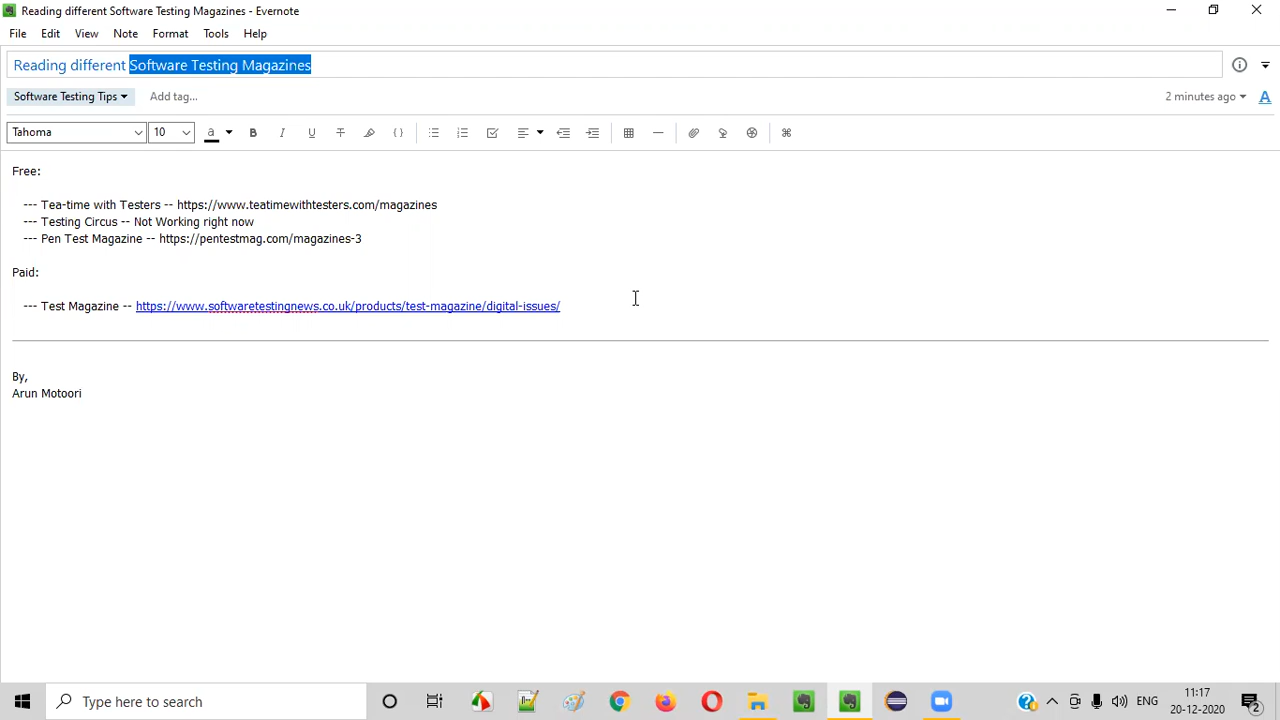 Reading different Software Testing Magazines - Evernote
File Edit View Note Format Tools Help
Reading different Software Testing Magazines
Software Testing Tips Add tag... 2 minutes ago
Tahoma 10
Free:
--- Tea-time with Testers -- https://www.teatimewithtesters.com/magazines
--- Testing Circus -- Not Working right now
--- Pen Test Magazine -- https://pentestmag.com/magazines-3
Paid:
--- Test Magazine -- https://www.softwaretestingnews.co.uk/products/test-magazine/digital-issues/
By,
Arun Motoori
Type here to search
ENG
11:17
20-12-2020
2